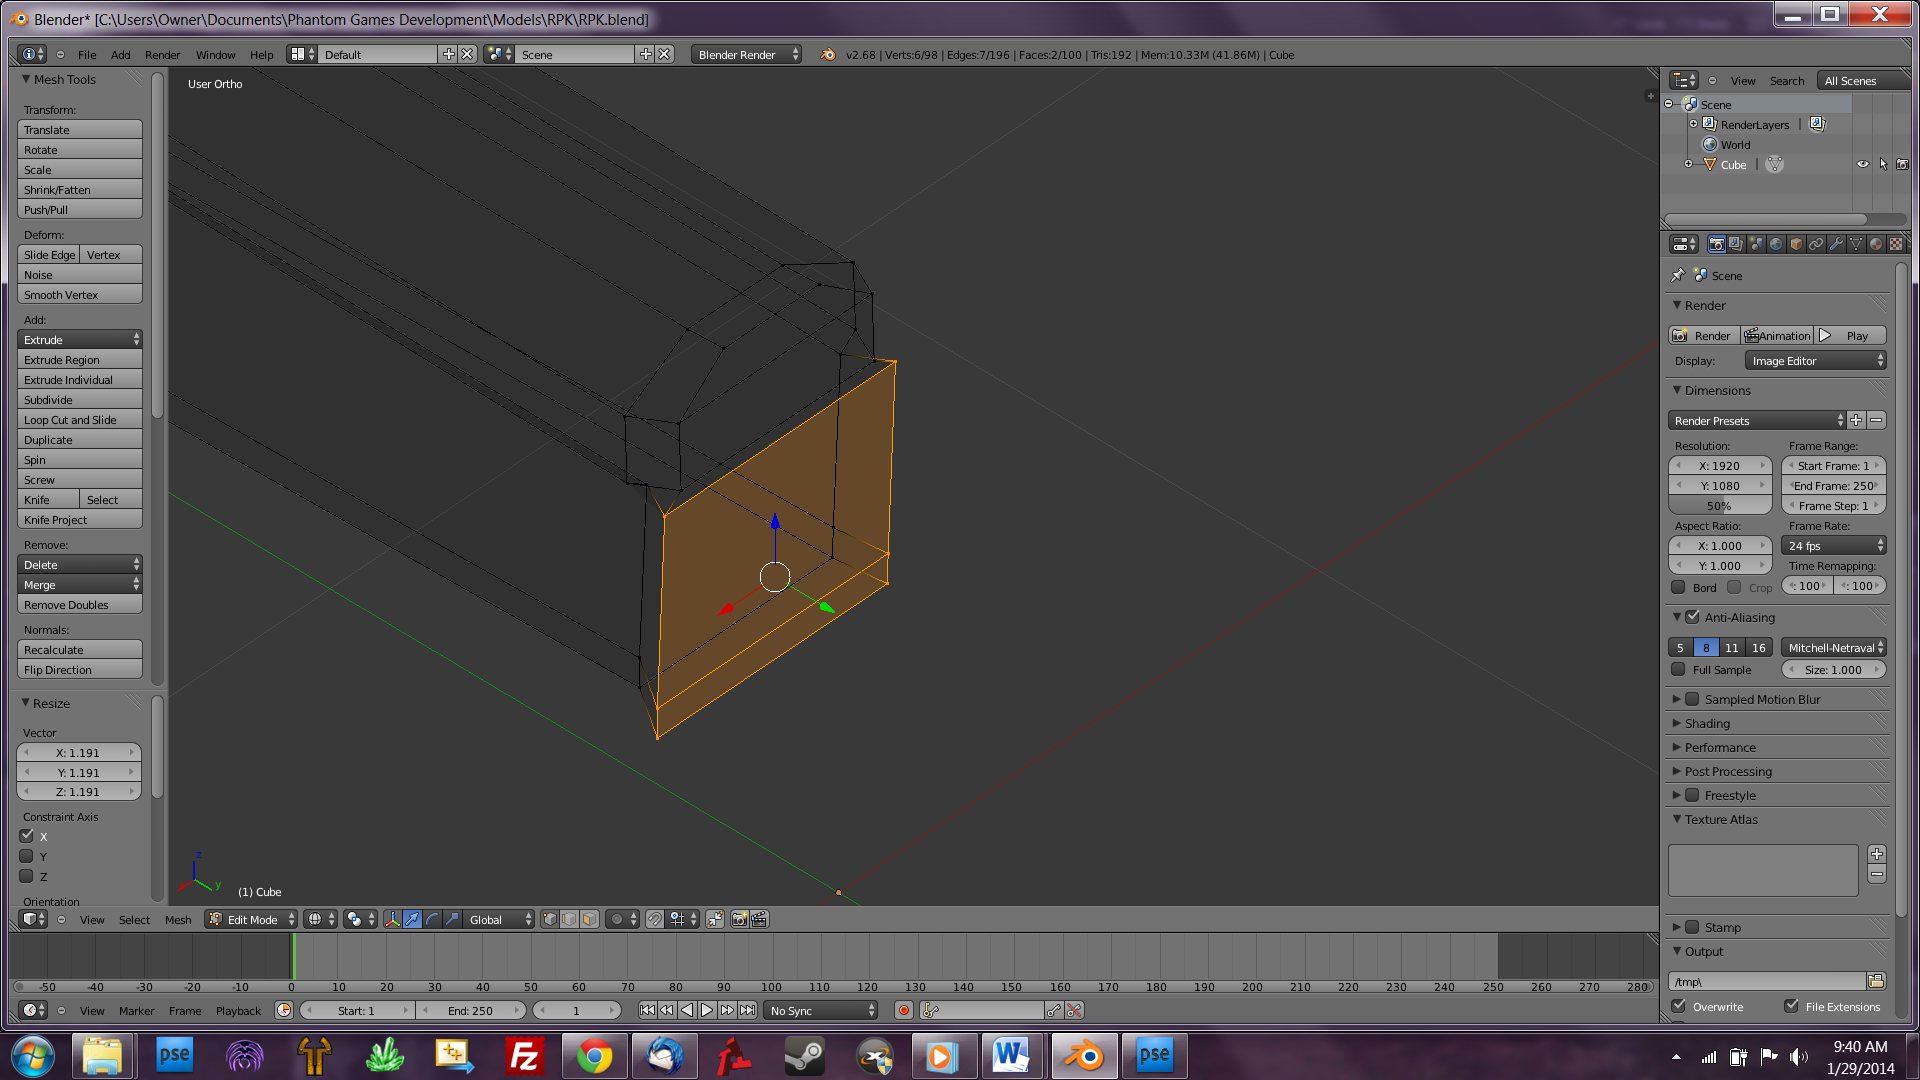 Blender* [C:\Users\Owner\Documents\Phantom Games Development\Models\RPK\RPK.blend]
File Add Render Window Help Default Scene Blender Render v2.68 | Verts:6/98 | Edges:7/196 | Faces:2/100 | Tris:192 | Mem:10.33M (41.86M) | Cube
Mesh Tools
Transform:
Translate
Rotate
Scale
Shrink/Fatten
Push/Pull
Deform:
Slide Edge Vertex
Noise
Smooth Vertex
Add:
Extrude
Extrude Region
Extrude Individual
Subdivide
Loop Cut and Slide
Duplicate
Spin
Screw
Knife Select
Knife Project
Remove:
Delete
Merge
Remove Doubles
Normals:
Recalculate
Flip Direction
Resize
Vector
X: 1.191
Y: 1.191
Z: 1.191
Constraint Axis
X
Y
Z
Orientation
User Ortho
z
y
(1) Cube
View Select Mesh Edit Mode Global
View Search All Scenes
Scene
RenderLayers |
World
Cube |
Scene
Render
Render Animation Play
Display: Image Editor
Dimensions
Render Presets
Resolution: Frame Range:
X: 1920 Start Frame: 1
Y: 1080 End Frame: 250
50% Frame Step: 1
Aspect Ratio: Frame Rate:
X: 1.000 24 fps
Y: 1.000 Time Remapping:
Bord Crop : 100 : 100
Anti-Aliasing
5 8 11 16 Mitchell-Netraval
Full Sample Size: 1.000
Sampled Motion Blur
Shading
Performance
Post Processing
Freestyle
Texture Atlas
Stamp
Output
/tmp\
Overwrite File Extensions
-50 -40 -30 -20 -10 0 10 20 30 40 50 60 70 80 90 100 110 120 130 140 150 160 170 180 190 200 210 220 230 240 250 260 270 280
View Marker Frame Playback Start: 1 End: 250 1 No Sync
pse
Fz
W
pse
9:40 AM
1/29/2014